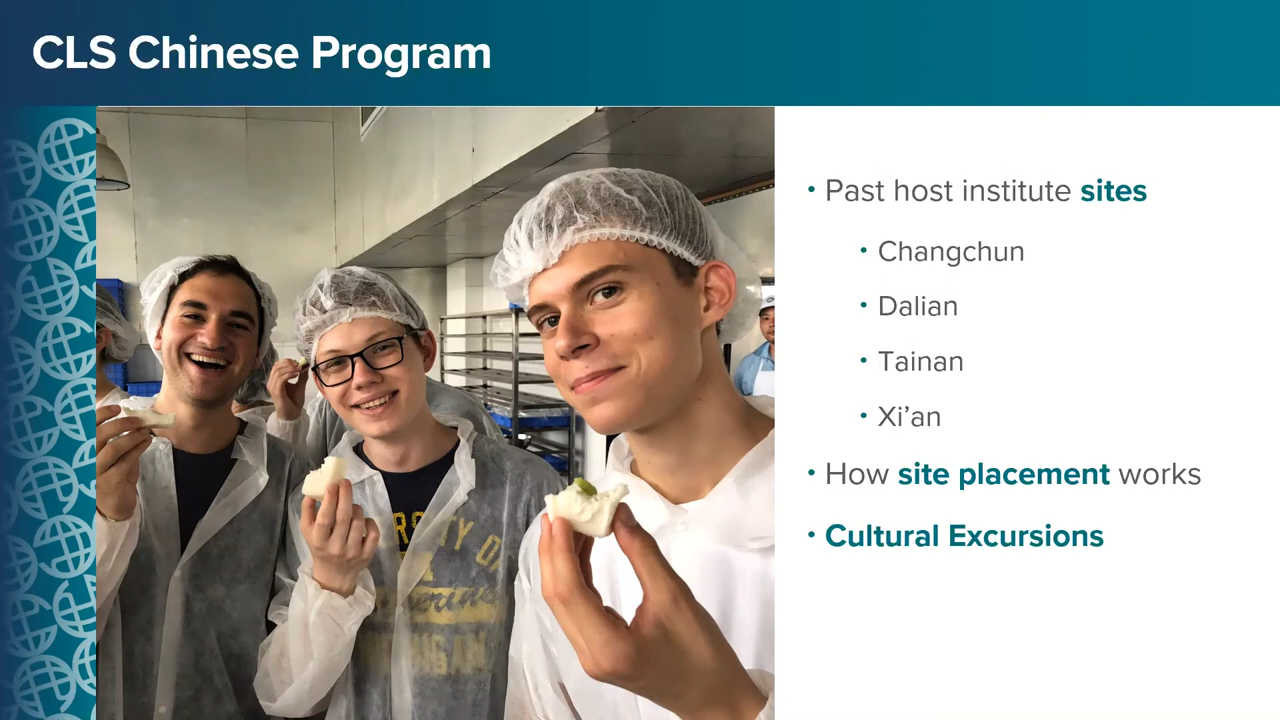 CLS Chinese Program
• Past host institute sites
• Changchun
• Dalian
• Tainan
• Xi’an
• How site placement works
• Cultural Excursions